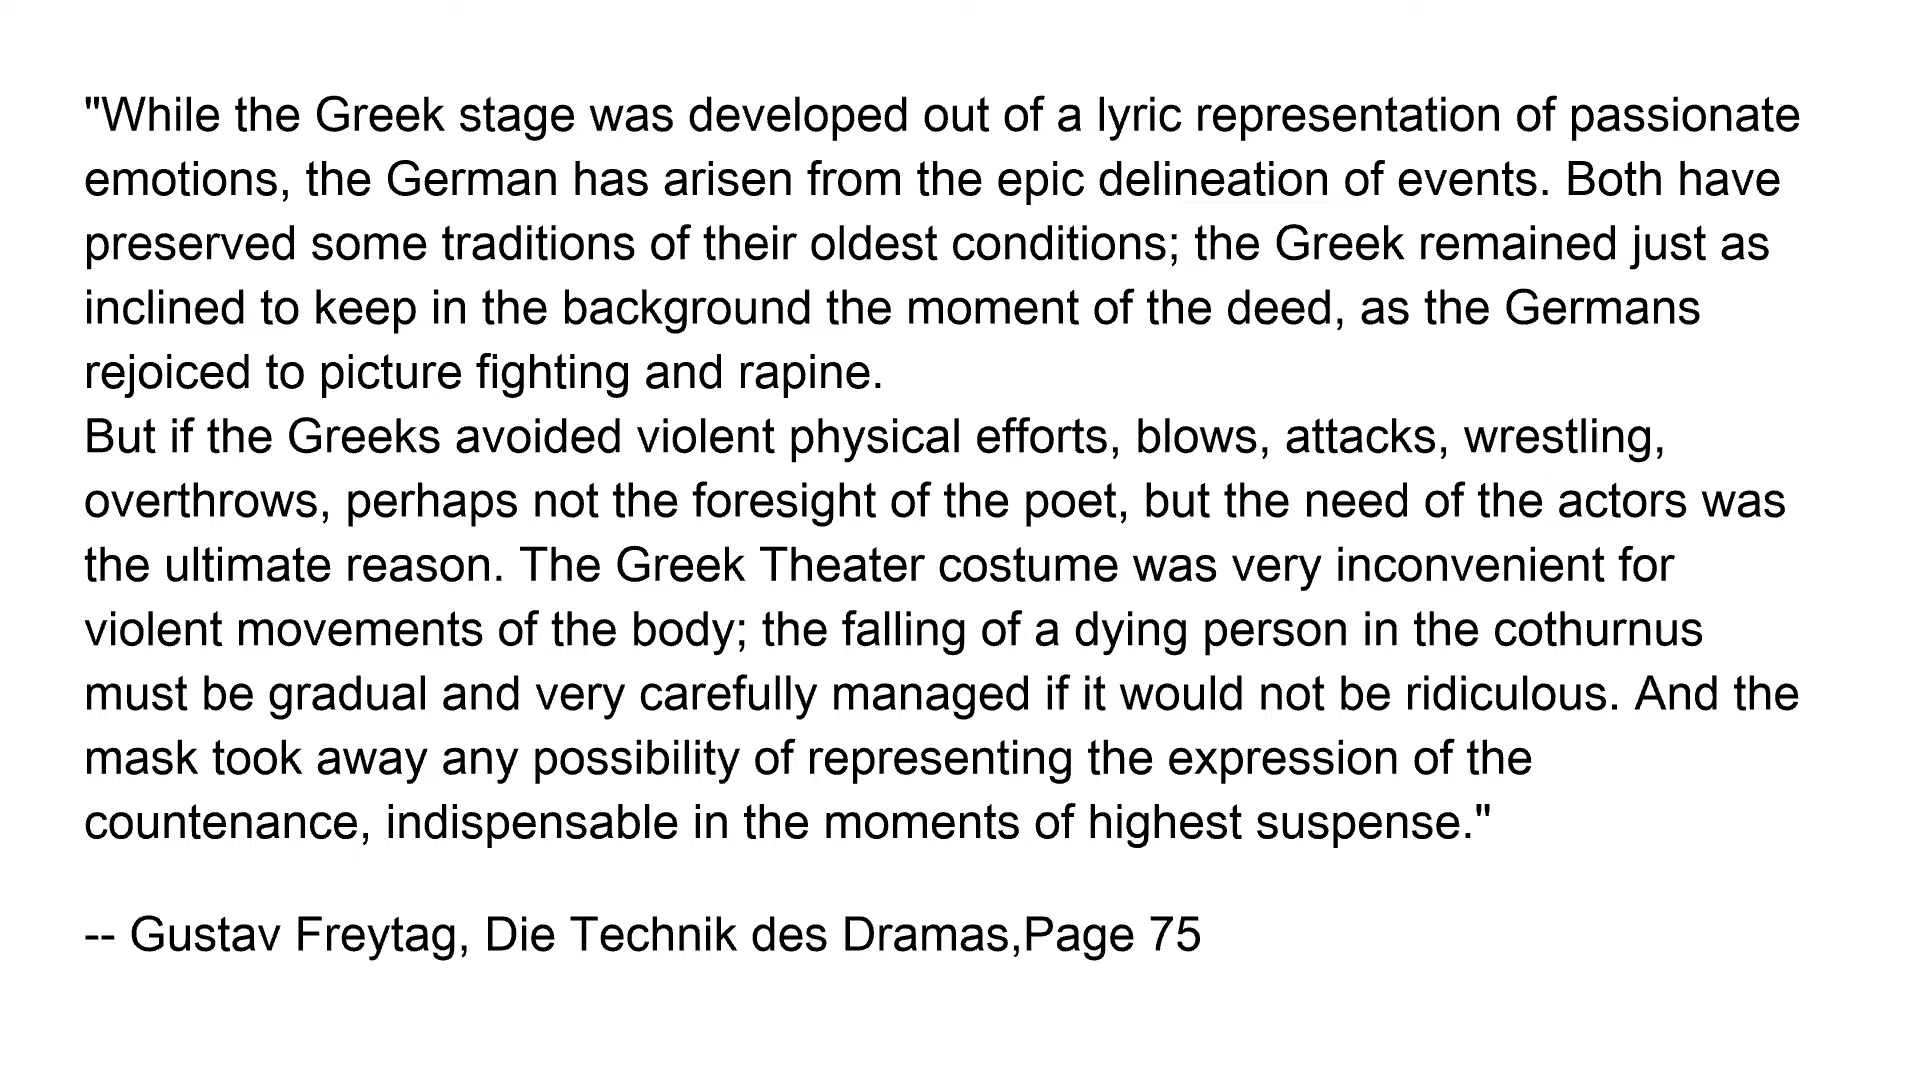 "While the Greek stage was developed out of a lyric representation of passionate
emotions, the German has arisen from the epic delineation of events. Both have
preserved some traditions of their oldest conditions; the Greek remained just as
inclined to keep in the background the moment of the deed, as the Germans
rejoiced to picture fighting and rapine.
But if the Greeks avoided violent physical efforts, blows, attacks, wrestling,
overthrows, perhaps not the foresight of the poet, but the need of the actors was
the ultimate reason. The Greek Theater costume was very inconvenient for
violent movements of the body; the falling of a dying person in the cothurnus
must be gradual and very carefully managed if it would not be ridiculous. And the
mask took away any possibility of representing the expression of the
countenance, indispensable in the moments of highest suspense."
-- Gustav Freytag, Die Technik des Dramas,Page 75